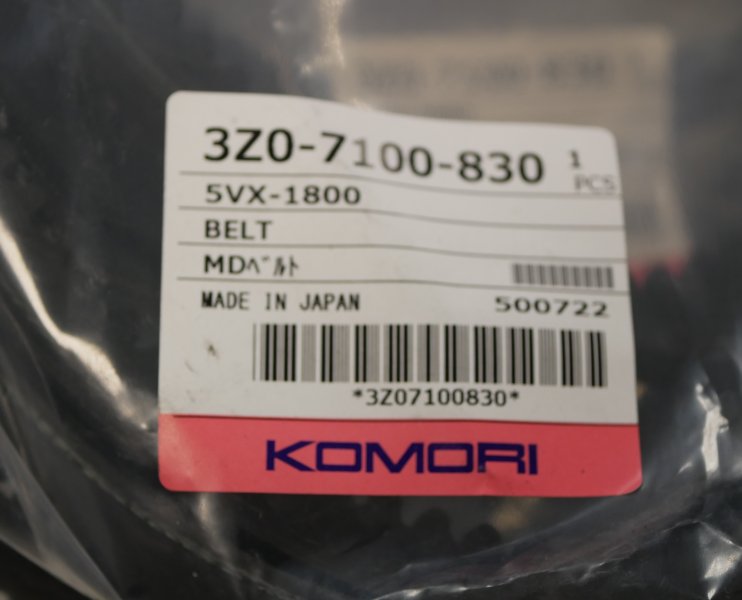 3Z0-7100-830 1
PCS
5VX-1800
BELT
MDﾍﾞﾙﾄ
MADE IN JAPAN 500722
*3Z07100830*
KOMORI